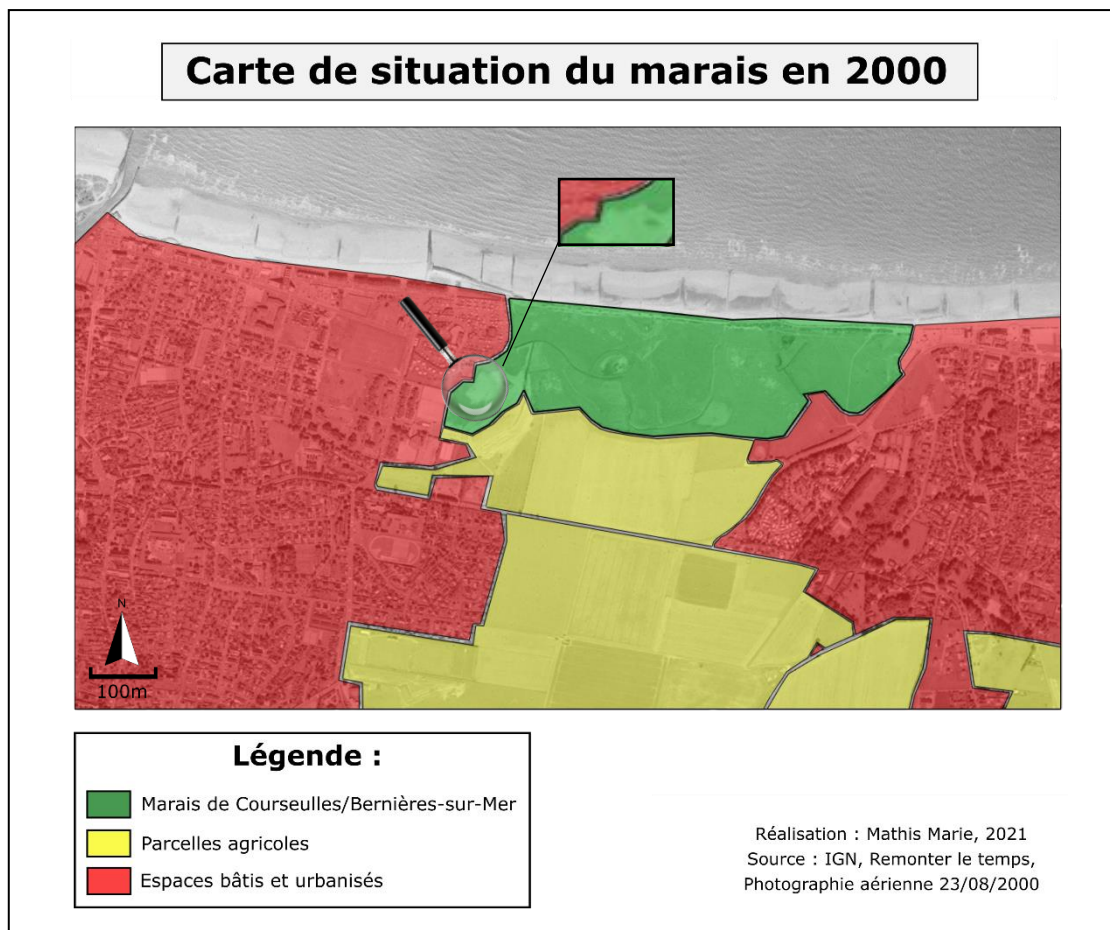 Carte de situation du marais en 2000
N
100m
Légende :
Marais de Courseulles/Bernières-sur-Mer
Parcelles agricoles
Espaces bâtis et urbanisés
Réalisation : Mathis Marie, 2021
Source : IGN, Remonter le temps,
Photographie aérienne 23/08/2000